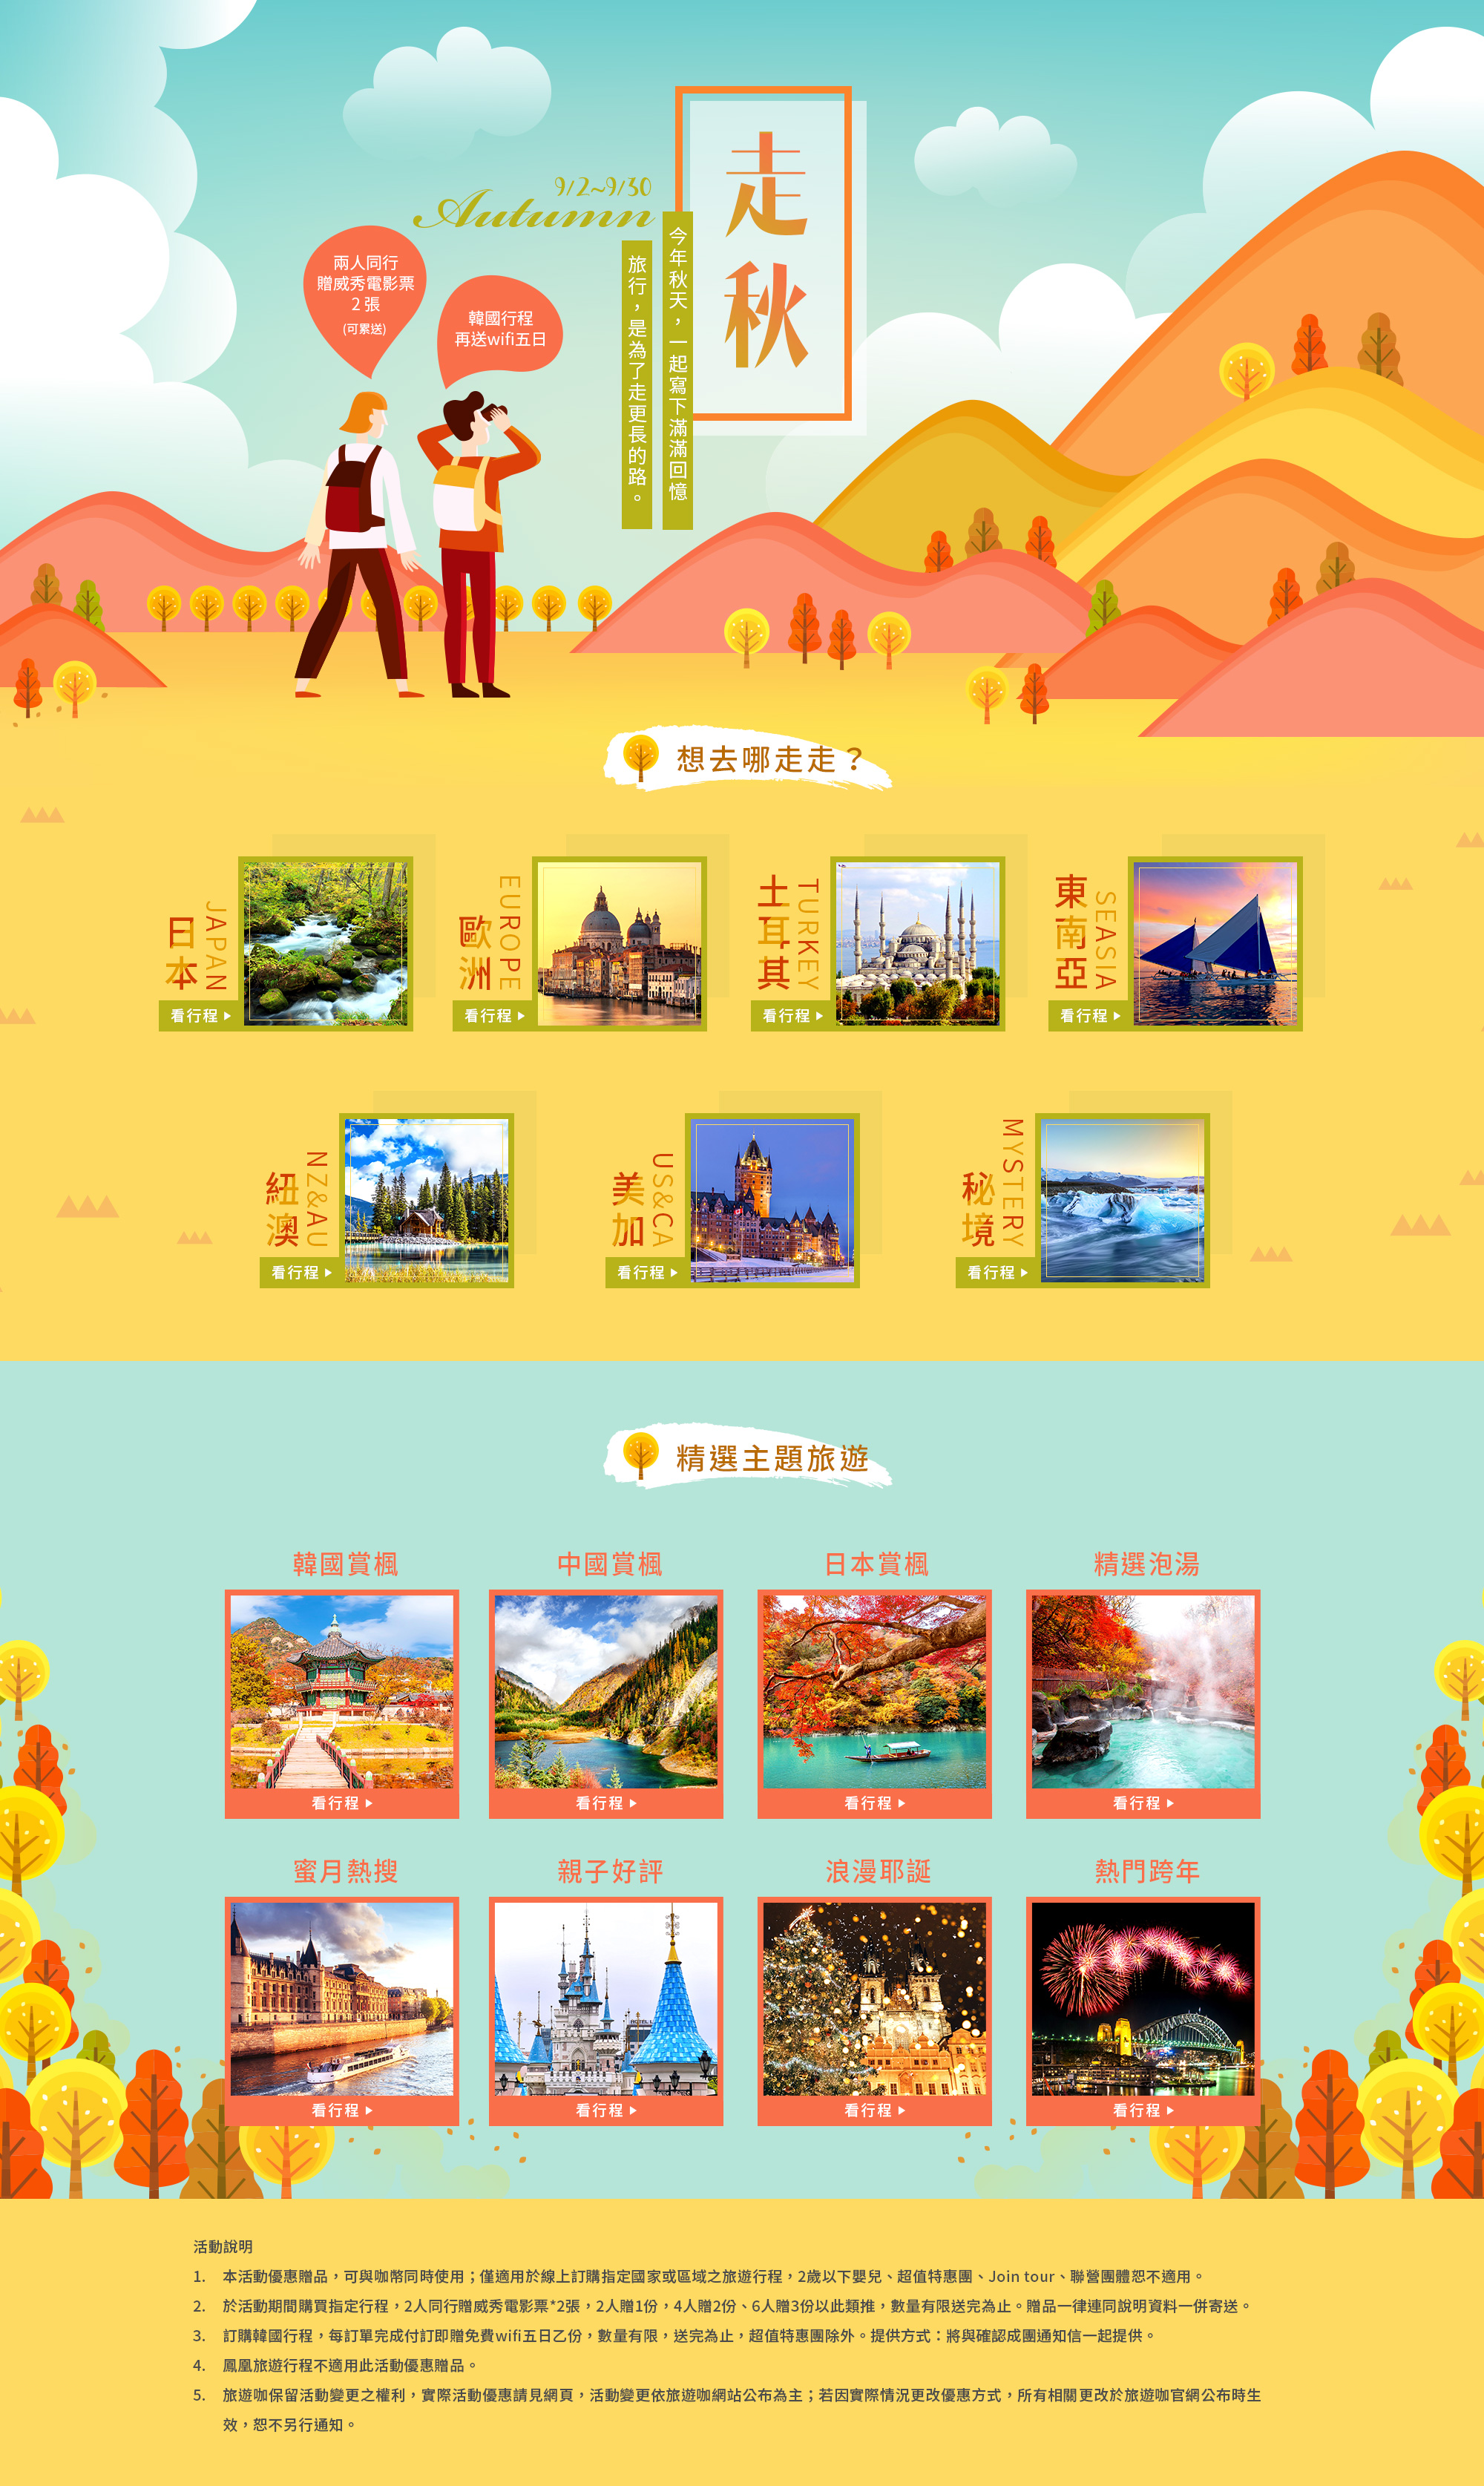 走秋
9/2~9/30
Autumn
今年秋天，一起寫下滿滿回憶
旅行，是為了走更長的路。
兩人同行
贈威秀電影票
2 張
(可累送)
韓國行程
再送wifi五日
想去哪走走？
日本
JAPAN
看行程
歐洲
EUROPE
看行程
土耳其
TURKEY
看行程
東南亞
SEASIA
看行程
紐澳
NZ&AU
看行程
美加
US&CA
看行程
秘境
MYSTERY
看行程
精選主題旅遊
韓國賞楓
看行程
中國賞楓
看行程
日本賞楓
看行程
精選泡湯
看行程
蜜月熱搜
看行程
親子好評
看行程
浪漫耶誕
看行程
熱門跨年
看行程
活動說明
1. 本活動優惠贈品，可與咖幣同時使用；僅適用於線上訂購指定國家或區域之旅遊行程，2歲以下嬰兒、超值特惠團、Join tour、聯營團體恕不適用。
2. 於活動期間購買指定行程，2人同行贈威秀電影票*2張，2人贈1份，4人贈2份、6人贈3份以此類推，數量有限送完為止。贈品一律連同說明資料一併寄送。
3. 訂購韓國行程，每訂單完成付訂即贈免費wifi五日乙份，數量有限，送完為止，超值特惠團除外。提供方式：將與確認成團通知信一起提供。
4. 鳳凰旅遊行程不適用此活動優惠贈品。
5. 旅遊咖保留活動變更之權利，實際活動優惠請見網頁，活動變更依旅遊咖網站公布為主；若因實際情況更改優惠方式，所有相關更改於旅遊咖官網公布時生
效，恕不另行通知。